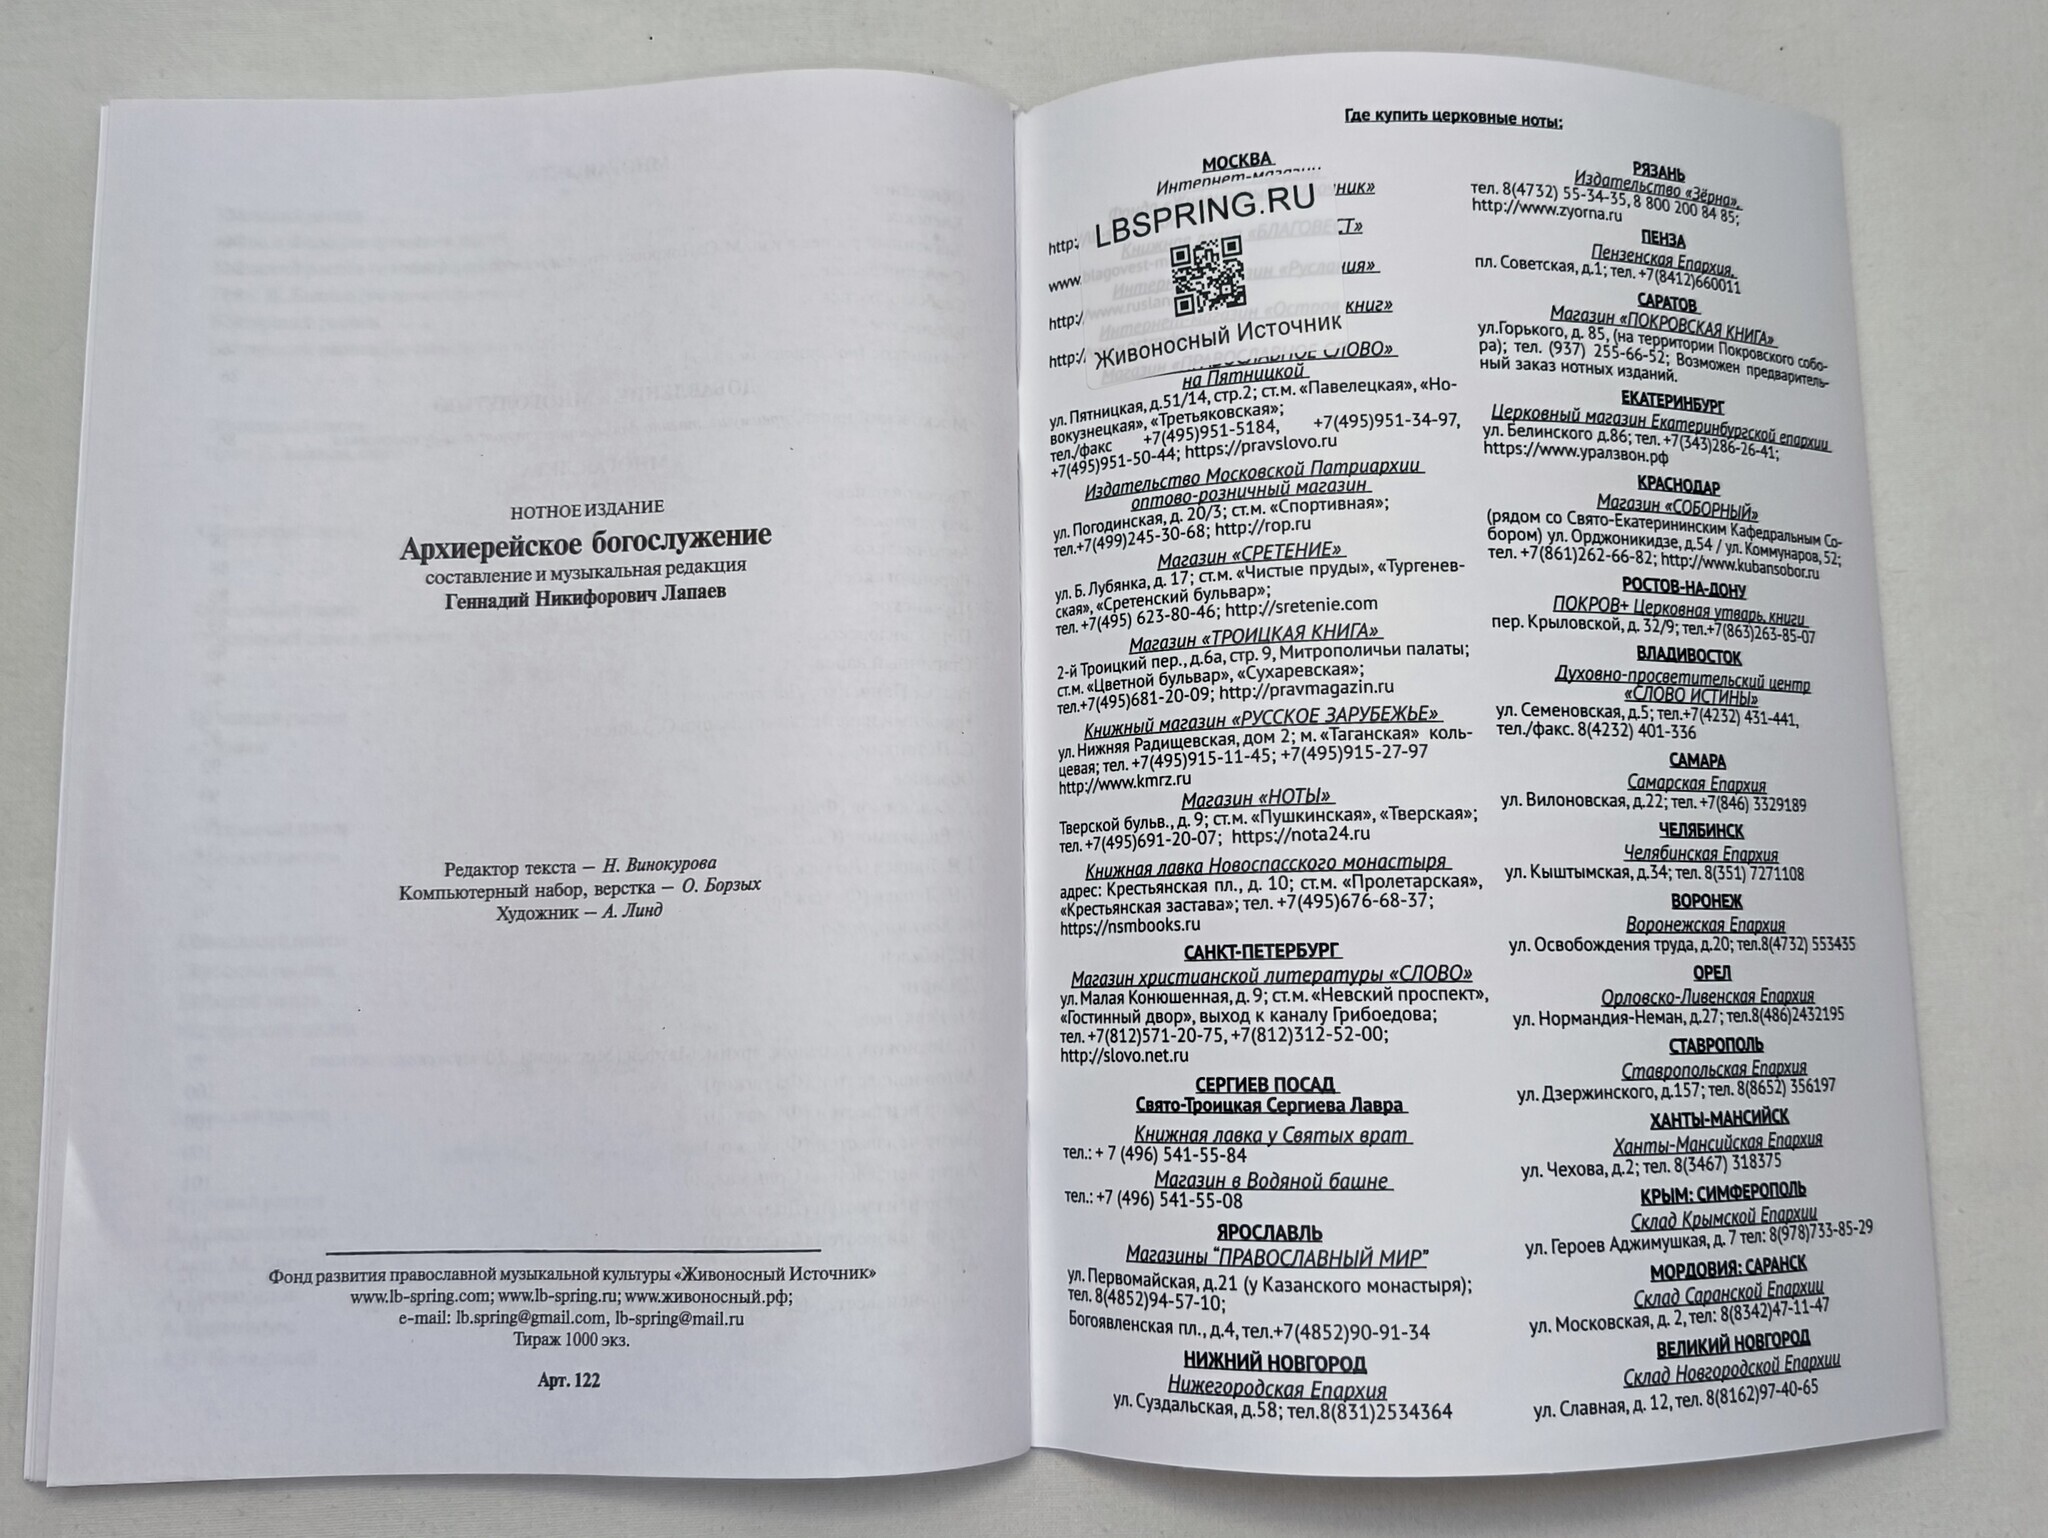 НОТНОЕ ИЗДАНИЕ
Архиерейское богослужение
составление и музыкальная редакция
Геннадий Никифорович Лапаев
Редактор текста – Н. Винокурова
Компьютерный набор, верстка – О. Борзых
Художник – А. Линд
Фонд развития православной музыкальной культуры «Живоносный Источник»
www.lb-spring.com; www.lb-spring.ru; www.живоносный.рф;
e-mail: lb.spring@gmail.com, lb-spring@mail.ru
Тираж 1000 экз.
Арт. 122
Где купить церковные ноты:
МОСКВА
Интернет-магазин
LBSPRING.RU
Живоносный Источник
на Пятницкой
ул. Пятницкая, д.51/14, стр.2; ст.м. «Павелецкая», «Но-
вокузнецкая», «Третьяковская»;
тел./факс +7(495)951-5184, +7(495)951-34-97,
+7(495)951-50-44; https://pravslovo.ru
Издательство Московской Патриархии
оптово-розничный магазин
ул. Погодинская, д. 20/3; ст.м. «Спортивная»;
тел.+7(499)245-30-68; http://rop.ru
Магазин «СРЕТЕНИЕ»
ул. Б. Лубянка, д. 17; ст.м. «Чистые пруды», «Тургенев-
ская», «Сретенский бульвар»;
тел. +7(495) 623-80-46; http://sretenie.com
Магазин «ТРОИЦКАЯ КНИГА»
2-й Троицкий пер., д.6а, стр. 9, Митрополичьи палаты;
ст.м. «Цветной бульвар», «Сухаревская»;
тел.+7(495)681-20-09; http://pravmagazin.ru
Книжный магазин «РУССКОЕ ЗАРУБЕЖЬЕ»
ул. Нижняя Радищевская, дом 2; м. «Таганская» коль-
цевая; тел. +7(495)915-11-45; +7(495)915-27-97
http://www.kmrz.ru
Магазин «НОТЫ»
Тверской бульв., д. 9; ст.м. «Пушкинская», «Тверская»;
тел. +7(495)691-20-07; https://nota24.ru
Книжная лавка Новоспасского монастыря
адрес: Крестьянская пл., д. 10; ст.м. «Пролетарская»,
«Крестьянская застава»; тел. +7(495)676-68-37;
https://nsmbooks.ru
САНКТ-ПЕТЕРБУРГ
Магазин христианской литературы «СЛОВО»
ул. Малая Конюшенная, д. 9; ст.м. «Невский проспект»,
«Гостинный двор», выход к каналу Грибоедова;
тел. +7(812)571-20-75, +7(812)312-52-00;
http://slovo.net.ru
СЕРГИЕВ ПОСАД
Свято-Троицкая Сергиева Лавра
Книжная лавка у Святых врат
тел.: + 7 (496) 541-55-84
Магазин в Водяной башне
тел.: +7 (496) 541-55-08
ЯРОСЛАВЛЬ
Магазины "ПРАВОСЛАВНЫЙ МИР"
ул. Первомайская, д.21 (у Казанского монастыря);
тел. 8(4852)94-57-10;
Богоявленская пл., д.4, тел.+7(4852)90-91-34
НИЖНИЙ НОВГОРОД
Нижегородская Епархия
ул. Суздальская, д.58; тел.8(831)2534364
РЯЗАНЬ
Издательство «Зёрна»,
тел. 8(4732) 55-34-35, 8 800 200 84 85;
http://www.zyorna.ru
ПЕНЗА
Пензенская Епархия,
пл. Советская, д.1; тел. +7(8412)660011
САРАТОВ
Магазин «ПОКРОВСКАЯ КНИГА»
ул.Горького, д. 85, (на территории Покровского собо-
ра); тел. (937) 255-66-52; Возможен предваритель-
ный заказ нотных изданий.
ЕКАТЕРИНБУРГ
Церковный магазин Екатеринбургской епархии
ул. Белинского д.86; тел. +7(343)286-26-41;
https://www.уралзвон.рф
КРАСНОДАР
Магазин «СОБОРНЫЙ»
(рядом со Свято-Екатерининским Кафедральным Со-
бором) ул. Орджоникидзе, д.54 / ул. Коммунаров, 52;
тел. +7(861)262-66-82; http://www.kubansobor.ru
РОСТОВ-НА-ДОНУ
ПОКРОВ+ Церковная утварь, книги
пер. Крыловской, д. 32/9; тел.+7(863)263-85-07
ВЛАДИВОСТОК
Духовно-просветительский центр
«СЛОВО ИСТИНЫ»
ул. Семеновская, д.5; тел.+7(4232) 431-441,
тел./факс. 8(4232) 401-336
САМАРА
Самарская Епархия
ул. Вилоновская, д.22; тел. +7(846) 3329189
ЧЕЛЯБИНСК
Челябинская Епархия
ул. Кыштымская, д.34; тел. 8(351) 7271108
ВОРОНЕЖ
Воронежская Епархия
ул. Освобождения труда, д.20; тел.8(4732) 553435
ОРЕЛ
Орловско-Ливенская Епархия
ул. Нормандия-Неман, д.27; тел.8(486)2432195
СТАВРОПОЛЬ
Ставропольская Епархия
ул. Дзержинского, д.157; тел. 8(8652) 356197
ХАНТЫ-МАНСИЙСК
Ханты-Мансийская Епархия
ул. Чехова, д.2; тел. 8(3467) 318375
КРЫМ: СИМФЕРОПОЛЬ
Склад Крымской Епархии
ул. Героев Аджимушкая, д. 7 тел: 8(978)733-85-29
МОРДОВИЯ: САРАНСК
Склад Саранской Епархии
ул. Московская, д. 2, тел: 8(8342)47-11-47
ВЕЛИКИЙ НОВГОРОД
Склад Новгородской Епархии
ул. Славная, д. 12, тел. 8(8162)97-40-65